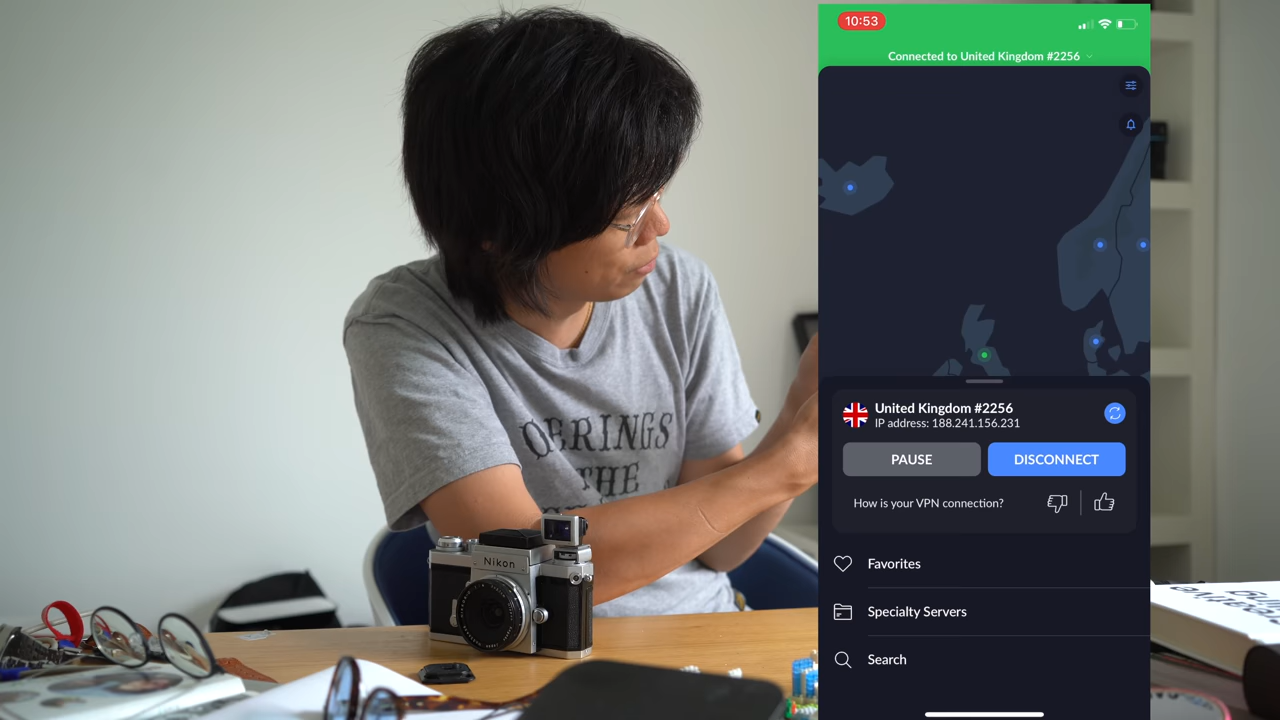 10:53
Connected to United Kingdom #2256
United Kingdom #2256
IP address: 188.241.156.231
PAUSE
DISCONNECT
How is your VPN connection?
Favorites
Specialty Servers
Search
THE
Nikon